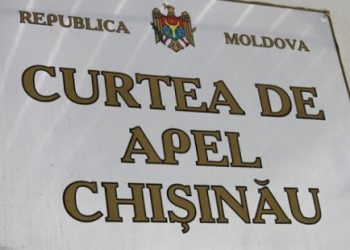 REPUBLICA MOLDOVA
CURTEA DE
APEL
CHIȘINĂU